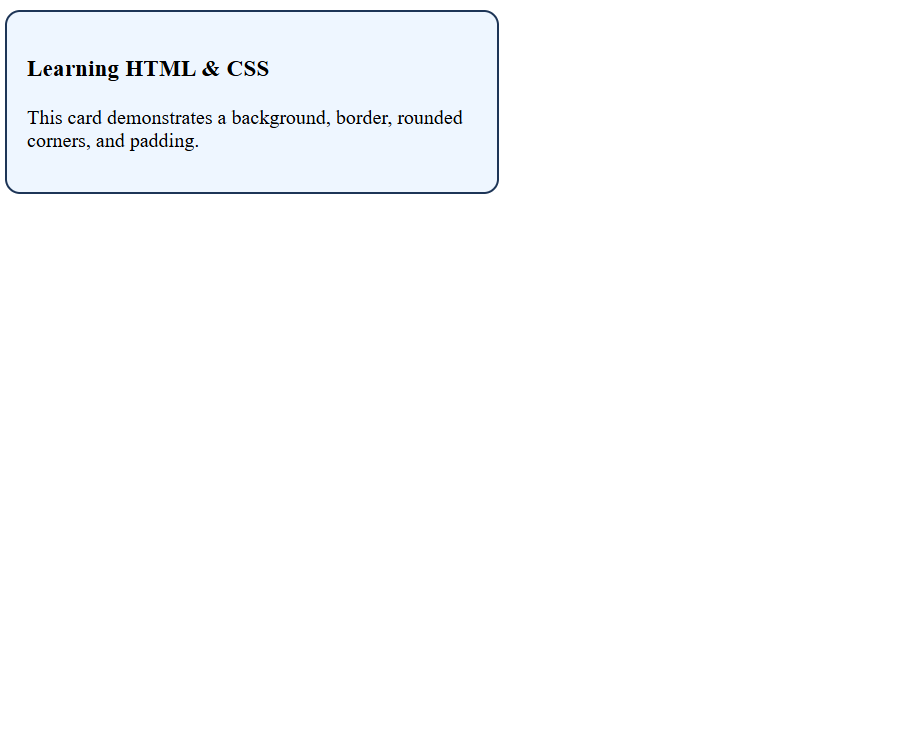 Learning HTML & CSS
This card demonstrates a background, border, rounded
corners, and padding.